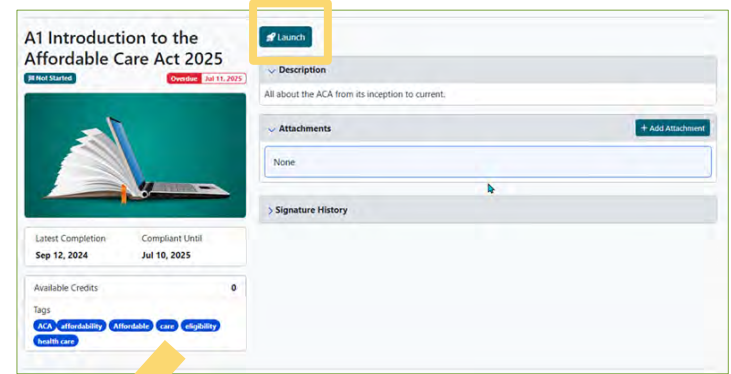 A1 Introduction to the
Affordable Care Act 2025
Not Started
Overdue Jul 11, 2025
Latest Completion Compliant Until
Sep 12, 2024 Jul 10, 2025
Available Credits 0
Tags
ACA affordability Affordable care eligibility
health care
Launch
Description
All about the ACA from its inception to current.
Attachments
+ Add Attachment
None
Signature History